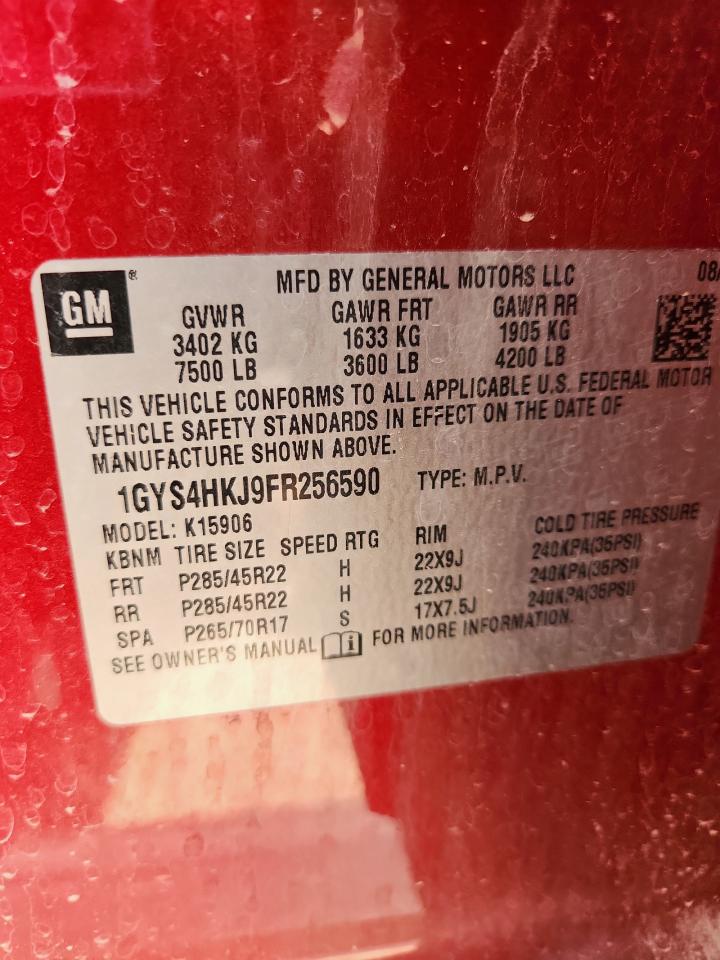 GM ® MFD BY GENERAL MOTORS LLC 08/
GVWR GAWR FRT GAWR RR
3402 KG 1633 KG 1905 KG
7500 LB 3600 LB 4200 LB
THIS VEHICLE CONFORMS TO ALL APPLICABLE U.S. FEDERAL MOTOR
VEHICLE SAFETY STANDARDS IN EFFECT ON THE DATE OF
MANUFACTURE SHOWN ABOVE.
1GYS4HKJ9FR256590 TYPE: M.P.V.
MODEL: K15906
KBNM TIRE SIZE SPEED RTG RIM COLD TIRE PRESSURE
FRT P285/45R22 H 22X9J 240KPA(35PSI)
RR P285/45R22 H 22X9J 240KPA(35PSI)
SPA P265/70R17 S 17X7.5J 240KPA(35PSI)
SEE OWNER'S MANUAL i FOR MORE INFORMATION.